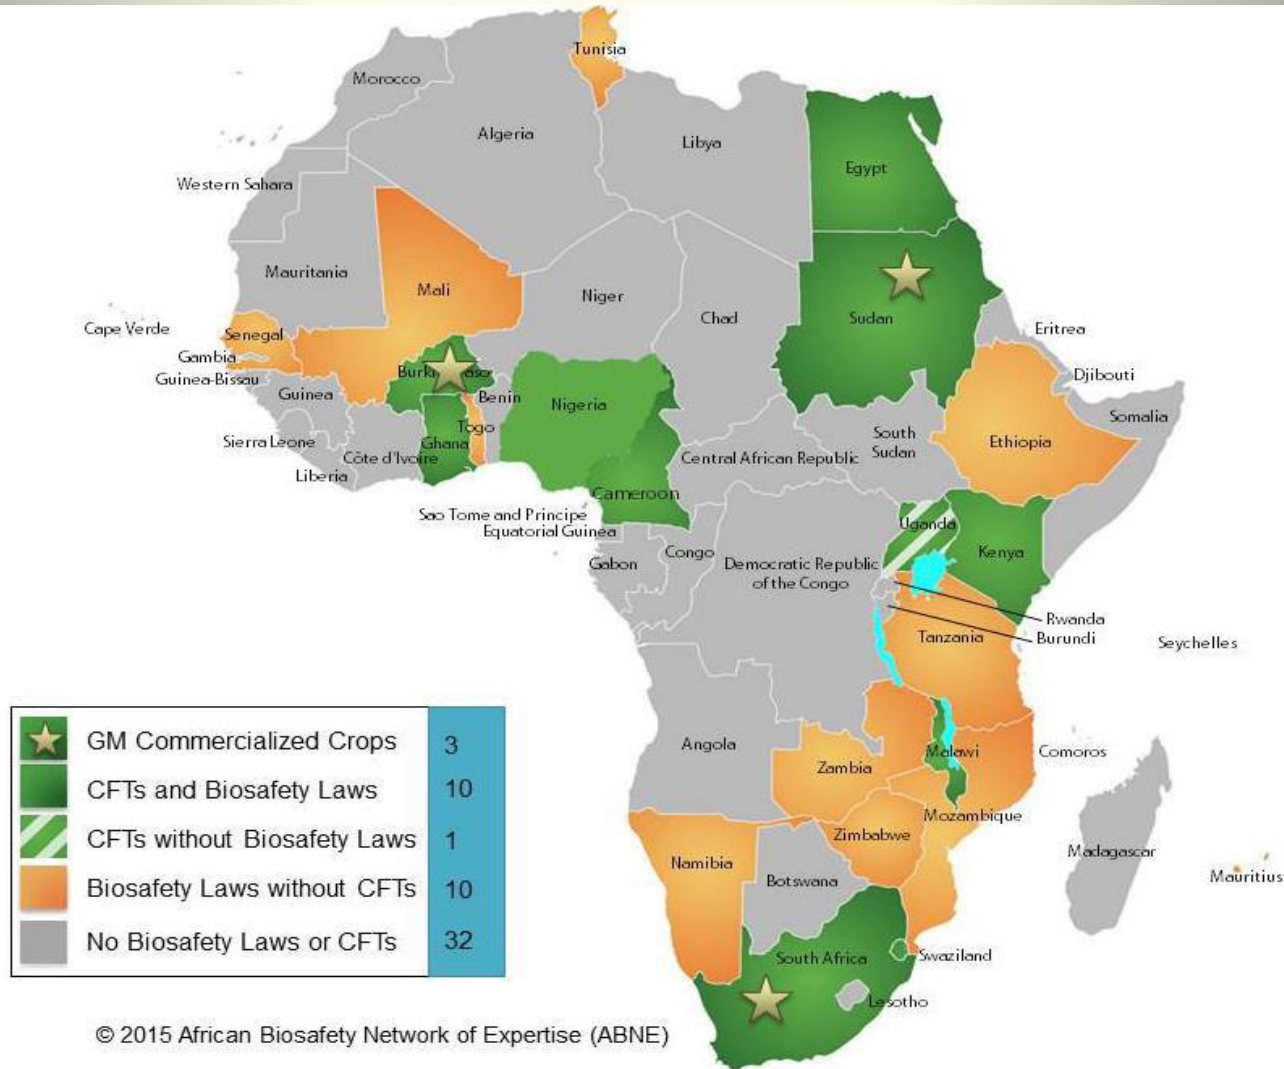 Tunisia
Morocco
Algeria
Libya
Egypt
Western Sahara
Mauritania
Mali
Niger
Chad
Sudan
Cape Verde
Senegal
Gambia
Guinea-Bissau
Guinea
Sierra Leone
Liberia
Côte d'Ivoire
Burki aso
Ghana
Togo
Benin
Nigeria
Cameroon
Eritrea
Djibouti
Somalia
Ethiopia
South
Sudan
Central African Republic
Sao Tome and Principe
Equatorial Guinea
Gabon
Congo
Democratic Republic
of the Congo
Uganda
Kenya
Rwanda
Burundi
Tanzania
Seychelles
Angola
Zambia
Malawi
Comoros
Mozambique
Zimbabwe
Namibia
Botswana
Madagascar
Mauritius
South Africa
Swaziland
Lesotho
GM Commercialized Crops 3
CFTs and Biosafety Laws 10
CFTs without Biosafety Laws 1
Biosafety Laws without CFTs 10
No Biosafety Laws or CFTs 32
© 2015 African Biosafety Network of Expertise (ABNE)